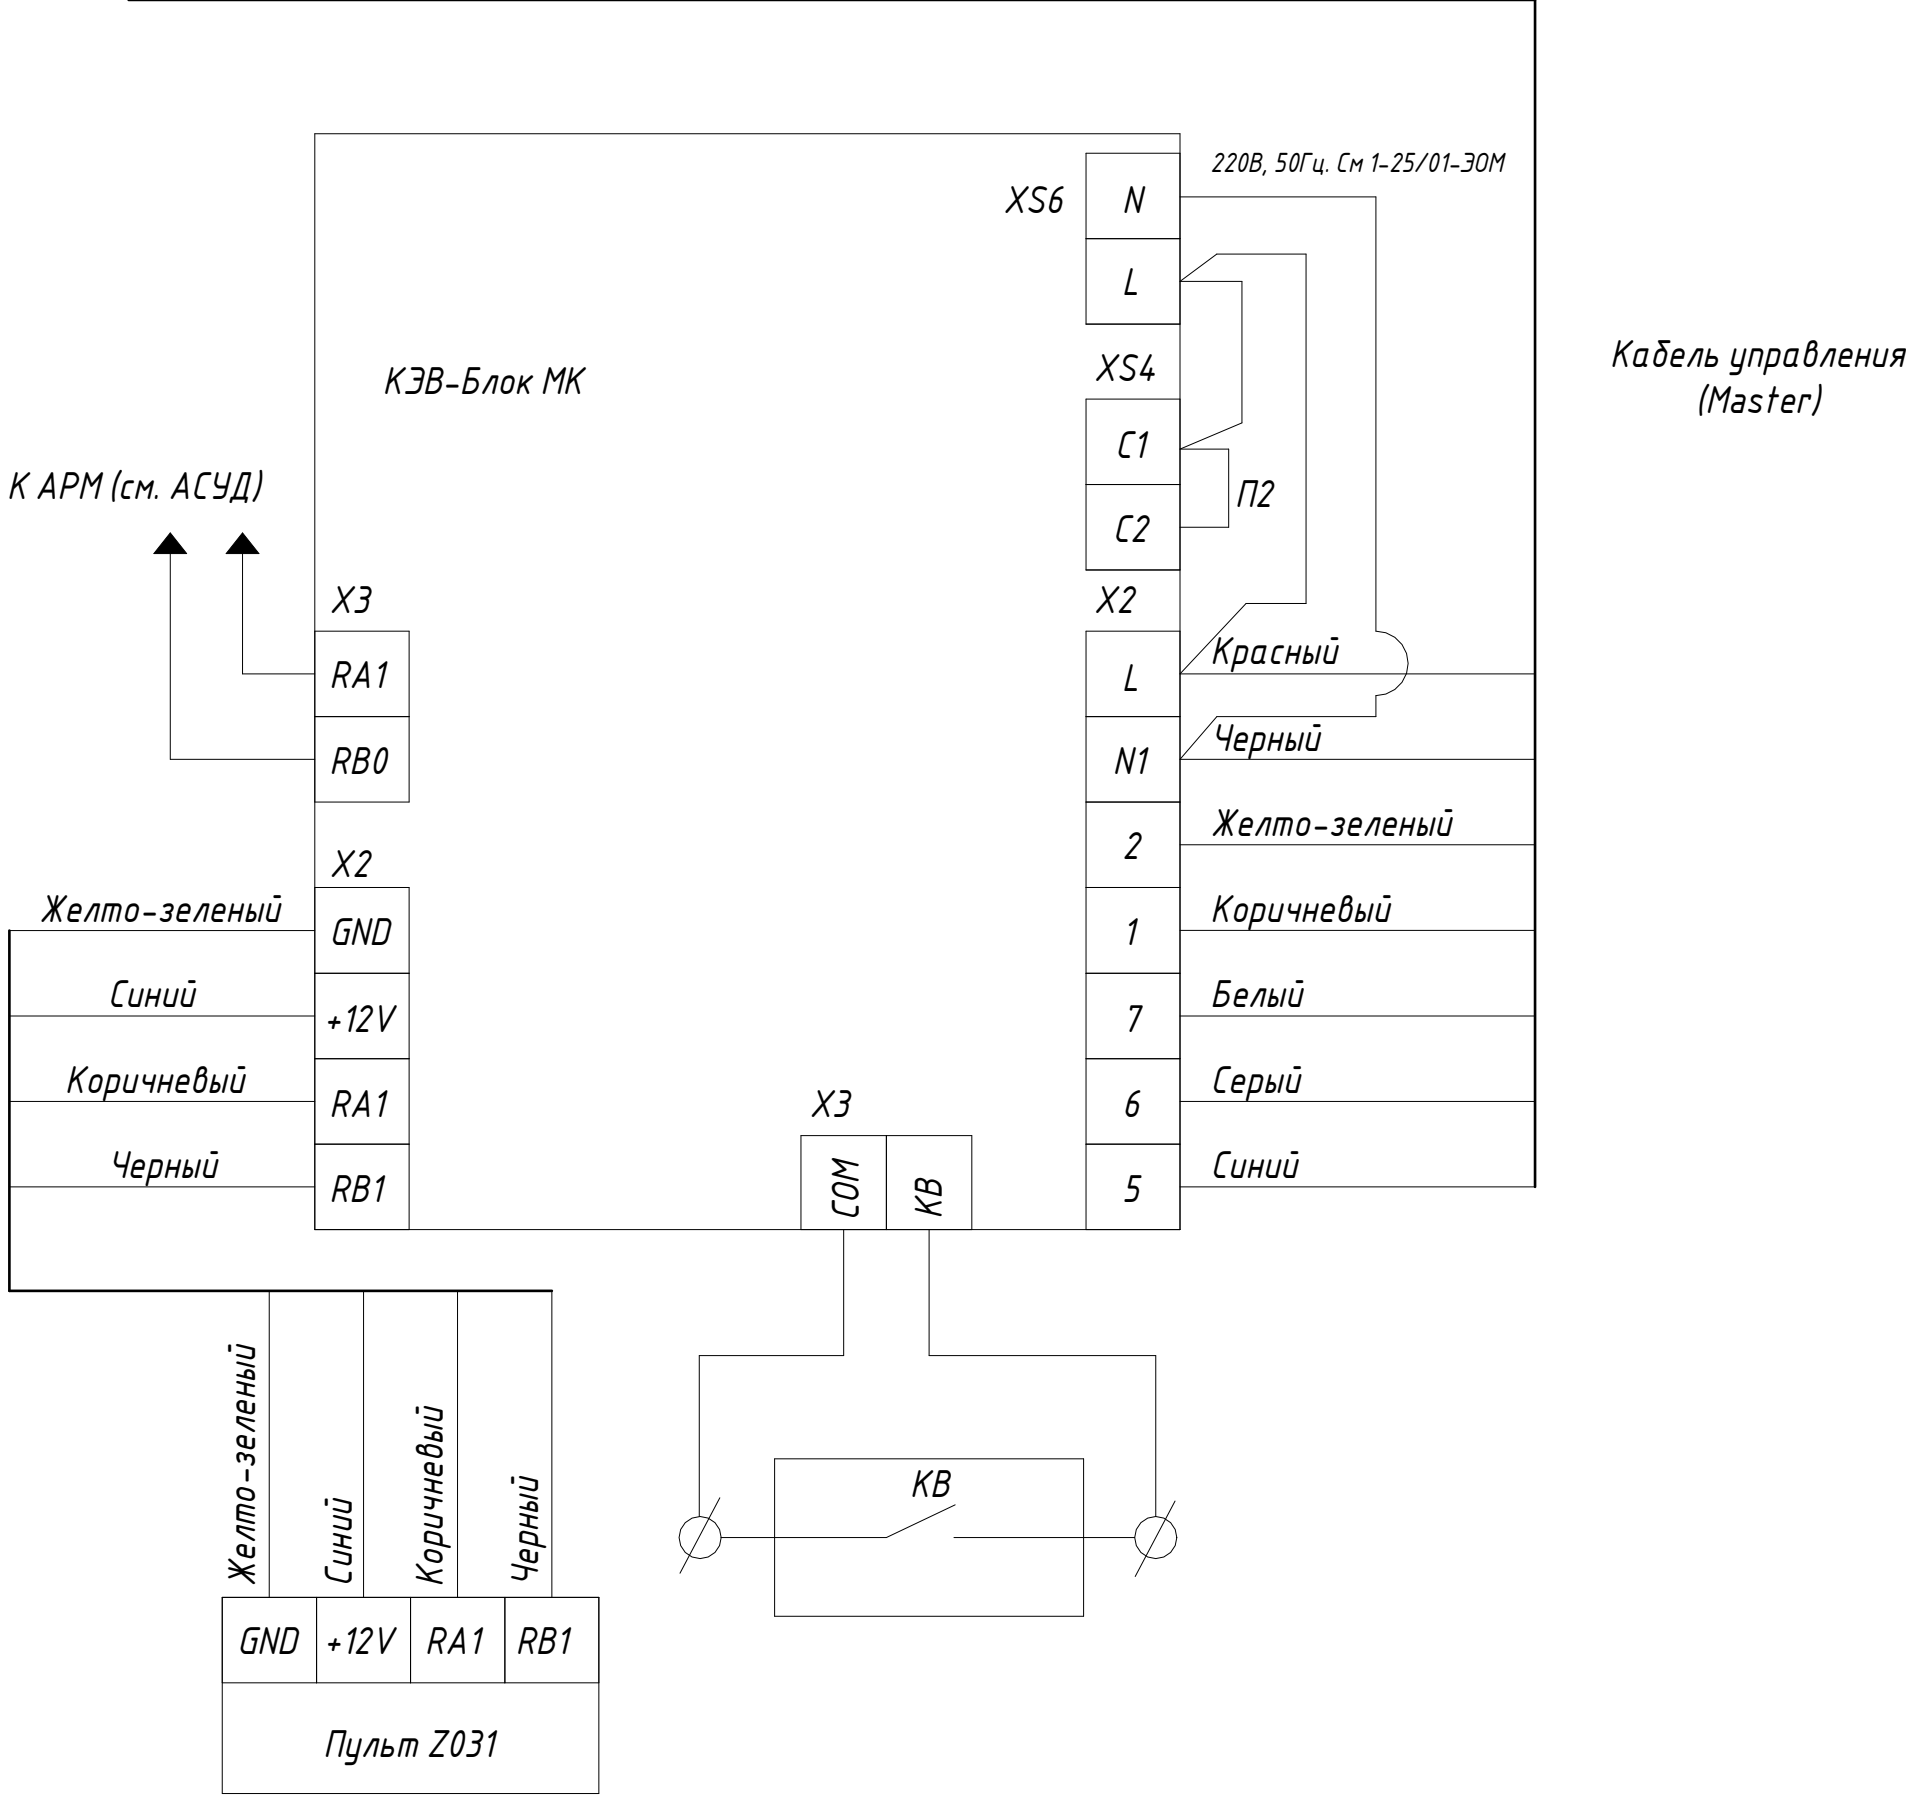 220В, 50Гц. См 1-25/01-ЭОМ
XS6
N
L
Кабель управления
(Master)
XS4
КЭВ-Блок МК
C1
К АРМ (см. АСУД)
П2
C2
X3
X2
RA1
L
Красный
RB0
N1
Черный
2
Желто-зеленый
X2
Желто-зеленый
GND
1
Коричневый
Синий
+12V
7
Белый
Коричневый
RA1
X3
6
Серый
Черный
RB1
COM
КВ
5
Синий
Желто-зеленый
Синий
Коричневый
Черный
КВ
GND
+12V
RA1
RB1
Пульт Z031